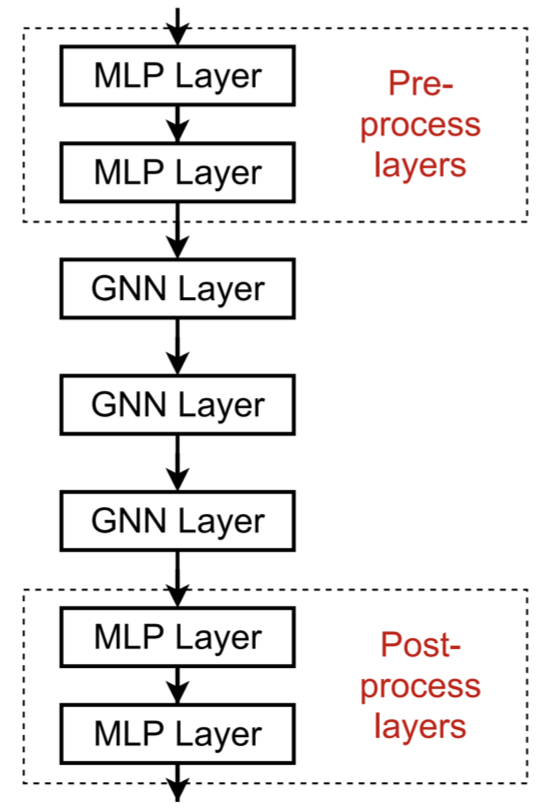 MLP Layer
MLP Layer
Pre-
process
layers
GNN Layer
GNN Layer
GNN Layer
MLP Layer
MLP Layer
Post-
process
layers